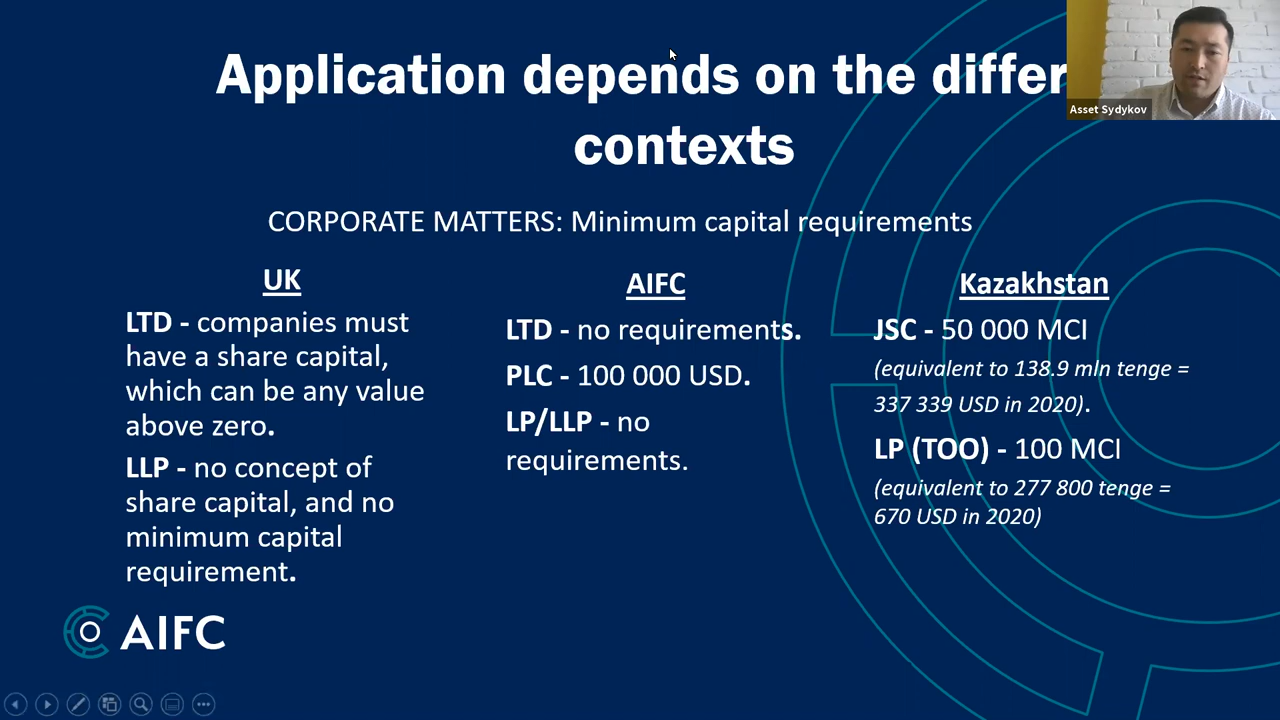 Application depends on the differ
contexts
Asset Sydykov
CORPORATE MATTERS: Minimum capital requirements
UK
LTD - companies must
have a share capital,
which can be any value
above zero.
LLP - no concept of
share capital, and no
minimum capital
requirement.
AIFC
LTD - no requirements.
PLC - 100 000 USD.
LP/LLP - no
requirements.
Kazakhstan
JSC - 50 000 MCI
(equivalent to 138.9 mln tenge =
337 339 USD in 2020).
LP (TOO) - 100 MCI
(equivalent to 277 800 tenge =
670 USD in 2020)
AIFC